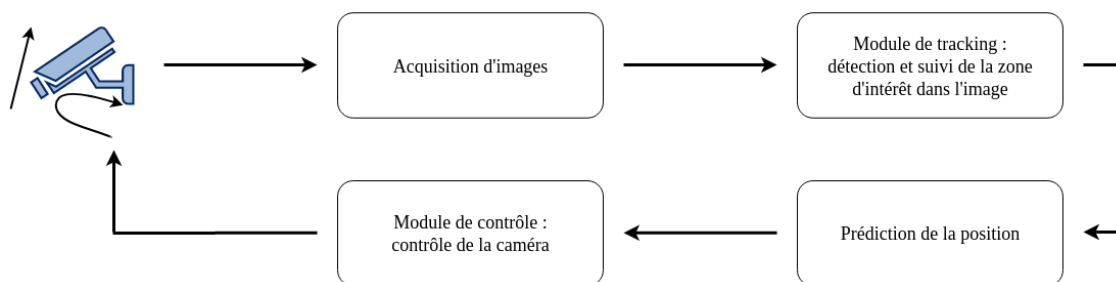 Acquisition d'images
Module de tracking :
détection et suivi de la zone
d'intérêt dans l'image
Module de contrôle :
contrôle de la caméra
Prédiction de la position